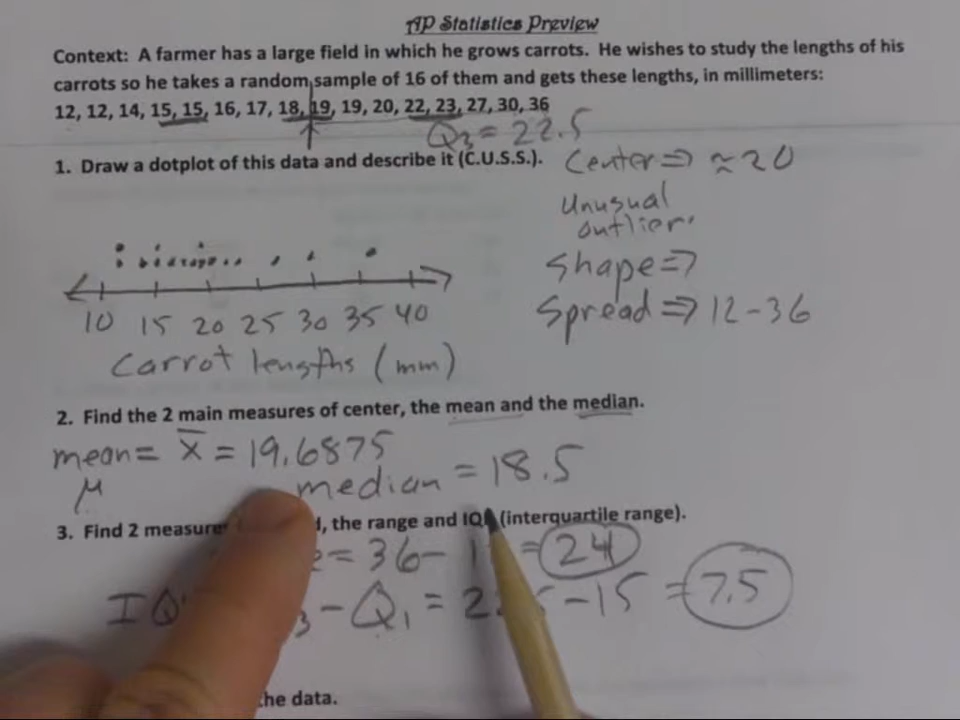 AP Statistics Preview
Context: A farmer has a large field in which he grows carrots. He wishes to study the lengths of his
carrots so he takes a random sample of 16 of them and gets these lengths, in millimeters:
12, 12, 14, 15, 15, 16, 17, 18, 19, 19, 20, 22, 23, 27, 30, 36
Q3 = 22.5
1. Draw a dotplot of this data and describe it (C.U.S.S.).
Center => ≈ 20
Unusual
outlier
Shape =>
Spread => 12-36
10 15 20 25 30 35 40
Carrot lengths (mm)
2. Find the 2 main measures of center, the mean and the median.
mean = x̄ = 19.6875
μ
median = 18.5
3. Find 2 the range and (interquartile range).
= 36 - = 24
- Q1 = - 15 = 7.5
the data.